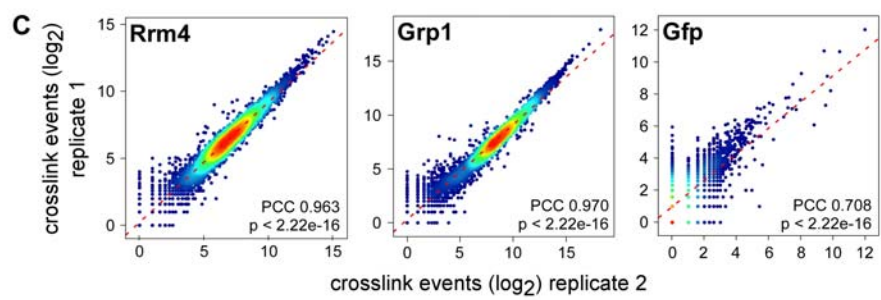 C
crosslink events (log2)
replicate 1
Rrm4
15
10
5
0
PCC 0.963
p < 2.22e-16
0 5 10 15
Grp1
15
10
5
0
PCC 0.970
p < 2.22e-16
0 5 10 15
Gfp
12
10
8
6
4
2
0
PCC 0.708
p < 2.22e-16
0 2 4 6 8 10 12
crosslink events (log2) replicate 2